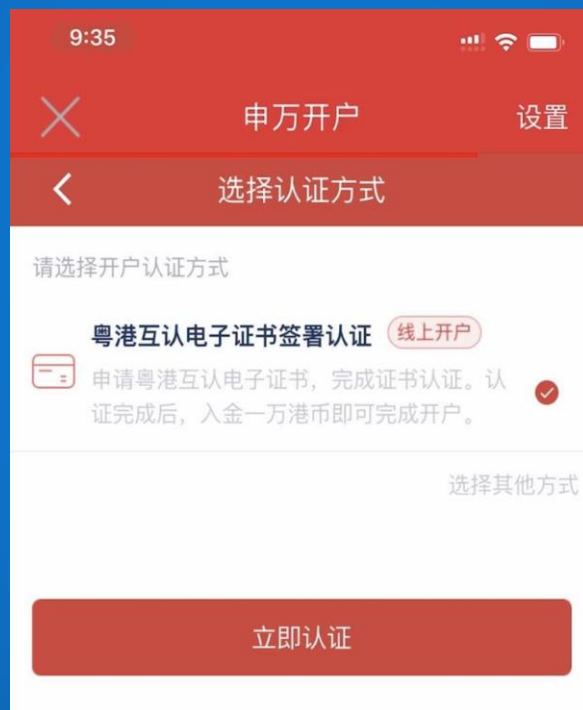 9:35
申万开户
设置
选择认证方式
请选择开户认证方式
粤港互认电子证书签署认证 线上开户
申请粤港互认电子证书，完成证书认证。认
证完成后，入金一万港币即可完成开户。
选择其他方式
立即认证